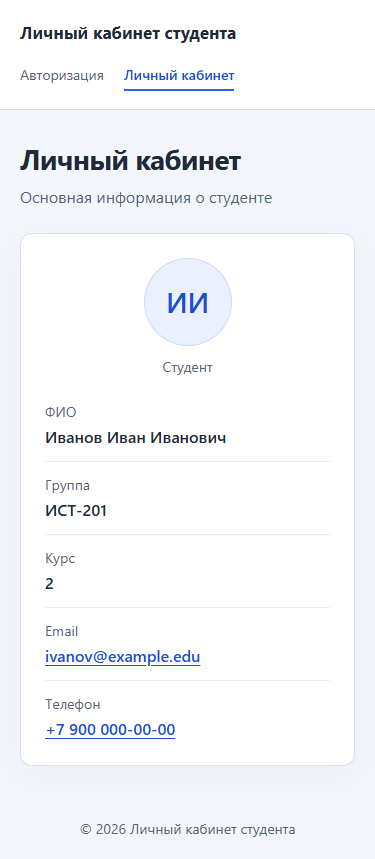 Личный кабинет студента
Авторизация Личный кабинет
Личный кабинет
Основная информация о студенте
ИИ
Студент
ФИО
Иванов Иван Иванович
Группа
ИСТ-201
Курс
2
Email
ivanov@example.edu
Телефон
+7 900 000-00-00
© 2026 Личный кабинет студента